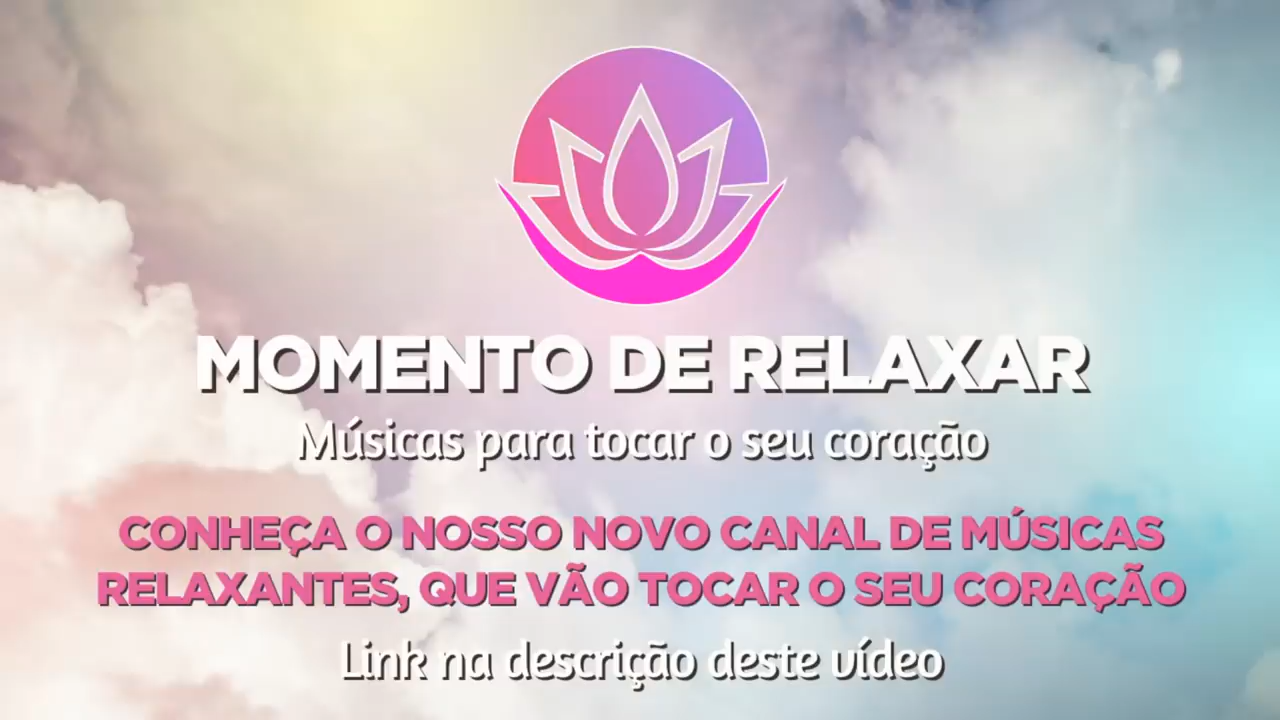 MOMENTO DE RELAXAR
Músicas para tocar o seu coração
CONHEÇA O NOSSO NOVO CANAL DE MÚSICAS
RELAXANTES, QUE VÃO TOCAR O SEU CORAÇÃO
Link na descrição deste vídeo